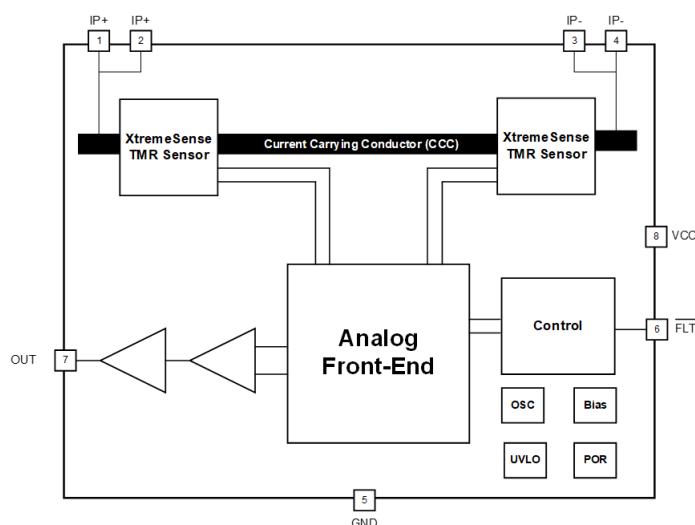 IP+ IP+ IP- IP-
1 2 3 4
XtremeSense
TMR Sensor
Current Carrying Conductor (CCC)
XtremeSense
TMR Sensor
8 VCC
Analog
Front-End
Control
6 FLT
OUT 7
OSC Bias
UVLO POR
5
GND